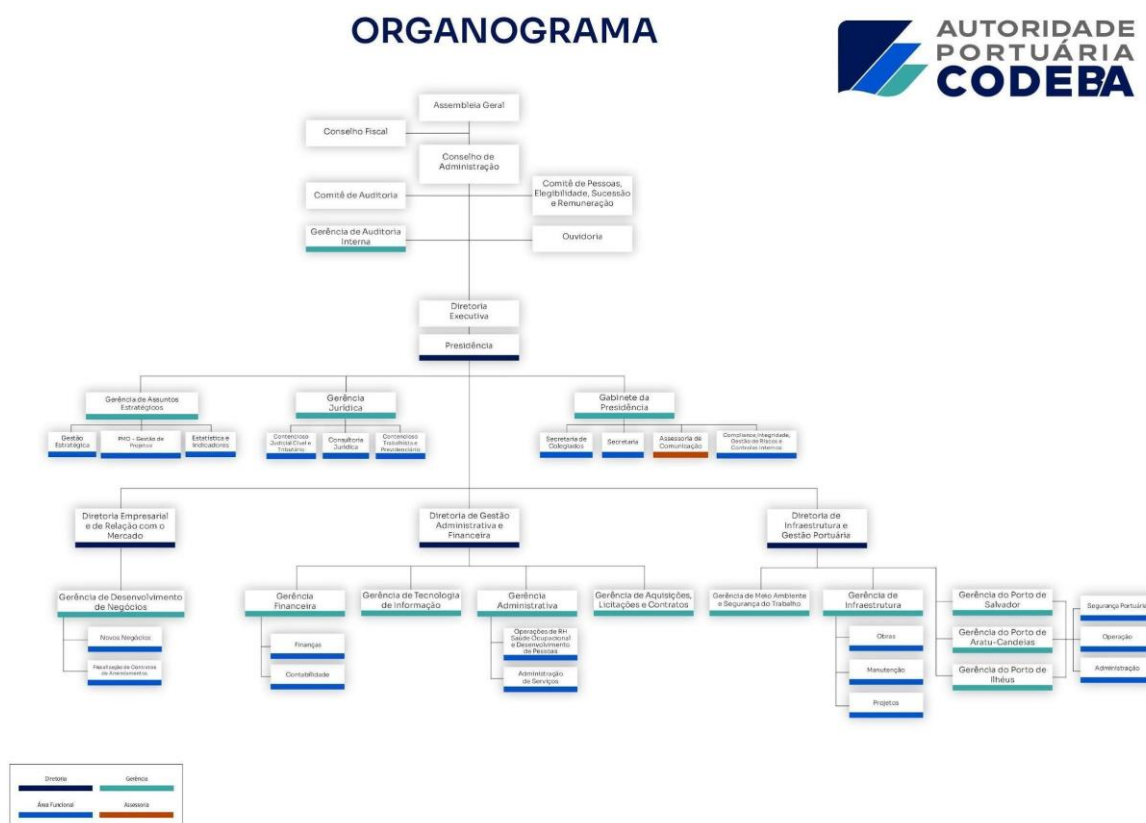 ORGANOGRAMA
AUTORIDADE
PORTUÁRIA
CODEBA
Assembleia Geral
Conselho Fiscal
Conselho de
Administração
Comitê de Auditoria
Comitê de Pessoas,
Elegibilidade, Sucessão
e Remuneração
Gerência de Auditoria
Interna
Ouvidoria
Diretoria
Executiva
Presidência
Gerência de Assuntos
Estratégicos
Gerência
Jurídica
Gabinete da
Presidência
Gestão
Estratégica
PMO - Gestão de
Projetos
Estatística e
Indicadores
Contencioso
Judicial Cível e
Tributário
Consultoria
Jurídica
Contencioso
Trabalhista e
Previdenciário
Secretaria de
Colegiados
Secretaria
Assessoria de
Comunicação
Compliance, Integridade,
Gestão de Riscos e
Controles Internos
Diretoria Empresarial
e de Relação com o
Mercado
Diretoria de Gestão
Administrativa e
Financeira
Diretoria de
Infraestrutura e
Gestão Portuária
Gerência de Desenvolvimento
de Negócios
Gerência
Financeira
Gerência de Tecnologia
de Informação
Gerência
Administrativa
Gerência de Aquisições,
Licitações e Contratos
Gerência de Meio Ambiente
e Segurança do Trabalho
Gerência de
Infraestrutura
Gerência do Porto de
Salvador
Gerência do Porto de
Aratu-Candeias
Gerência do Porto de
Ilhéus
Segurança Portuária
Operação
Administração
Novos Negócios
Fiscalização de Contratos
de Arrendamentos
Finanças
Contabilidade
Operações de RH
Saúde Ocupacional
e Desenvolvimento
de Pessoas
Administração
de Serviços
Obras
Manutenção
Projetos
Diretoria
Gerência
Área Funcional
Assessoria